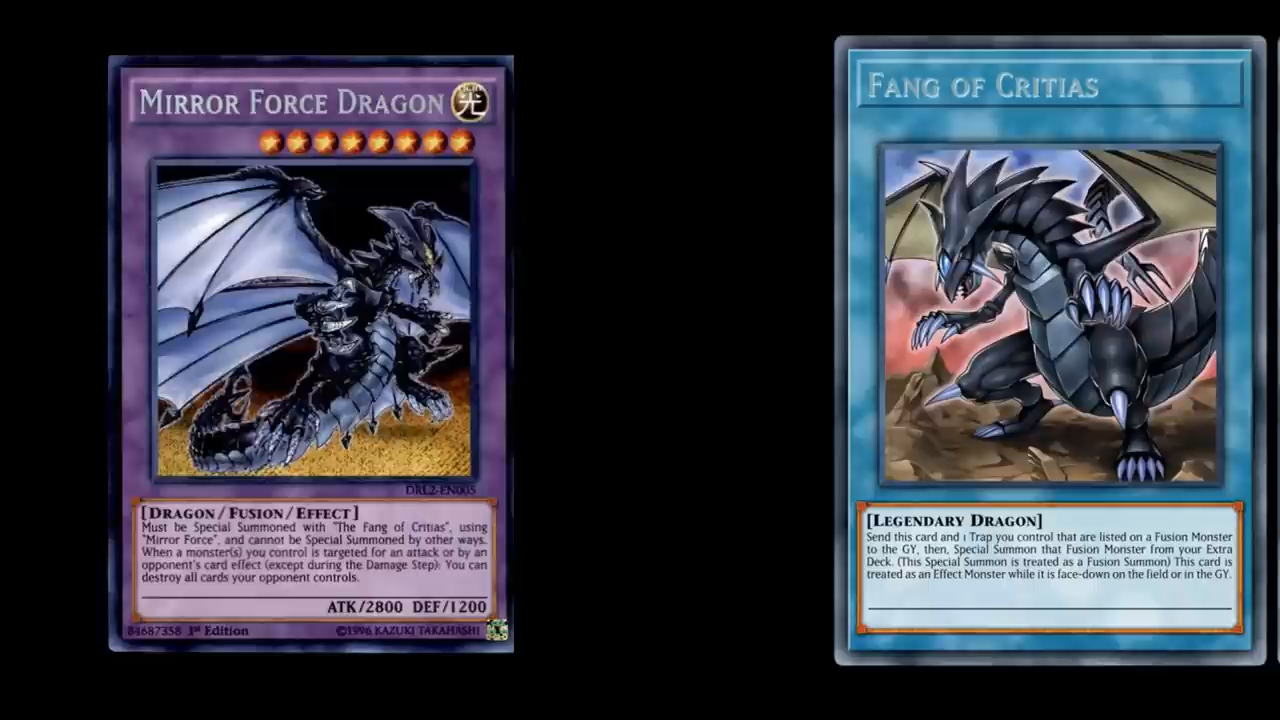 MIRROR FORCE DRAGON
光
DRL2-EN005
[DRAGON/FUSION/EFFECT]
Must be Special Summoned with "The Fang of Critias", using
"Mirror Force", and cannot be Special Summoned by other ways.
When a monster(s) you control is targeted for an attack or by an
opponent's card effect (except during the Damage Step): You can
destroy all cards your opponent controls.
ATK/2800 DEF/1200
84687358 1st Edition ©1996 KAZUKI TAKAHASHI
FANG OF CRITIAS
[LEGENDARY DRAGON]
Send this card and 1 Trap you control that are listed on a Fusion Monster
to the GY, then, Special Summon that Fusion Monster from your Extra
Deck. (This Special Summon is treated as a Fusion Summon) This card is
treated as an Effect Monster while it is face-down on the field or in the GY.